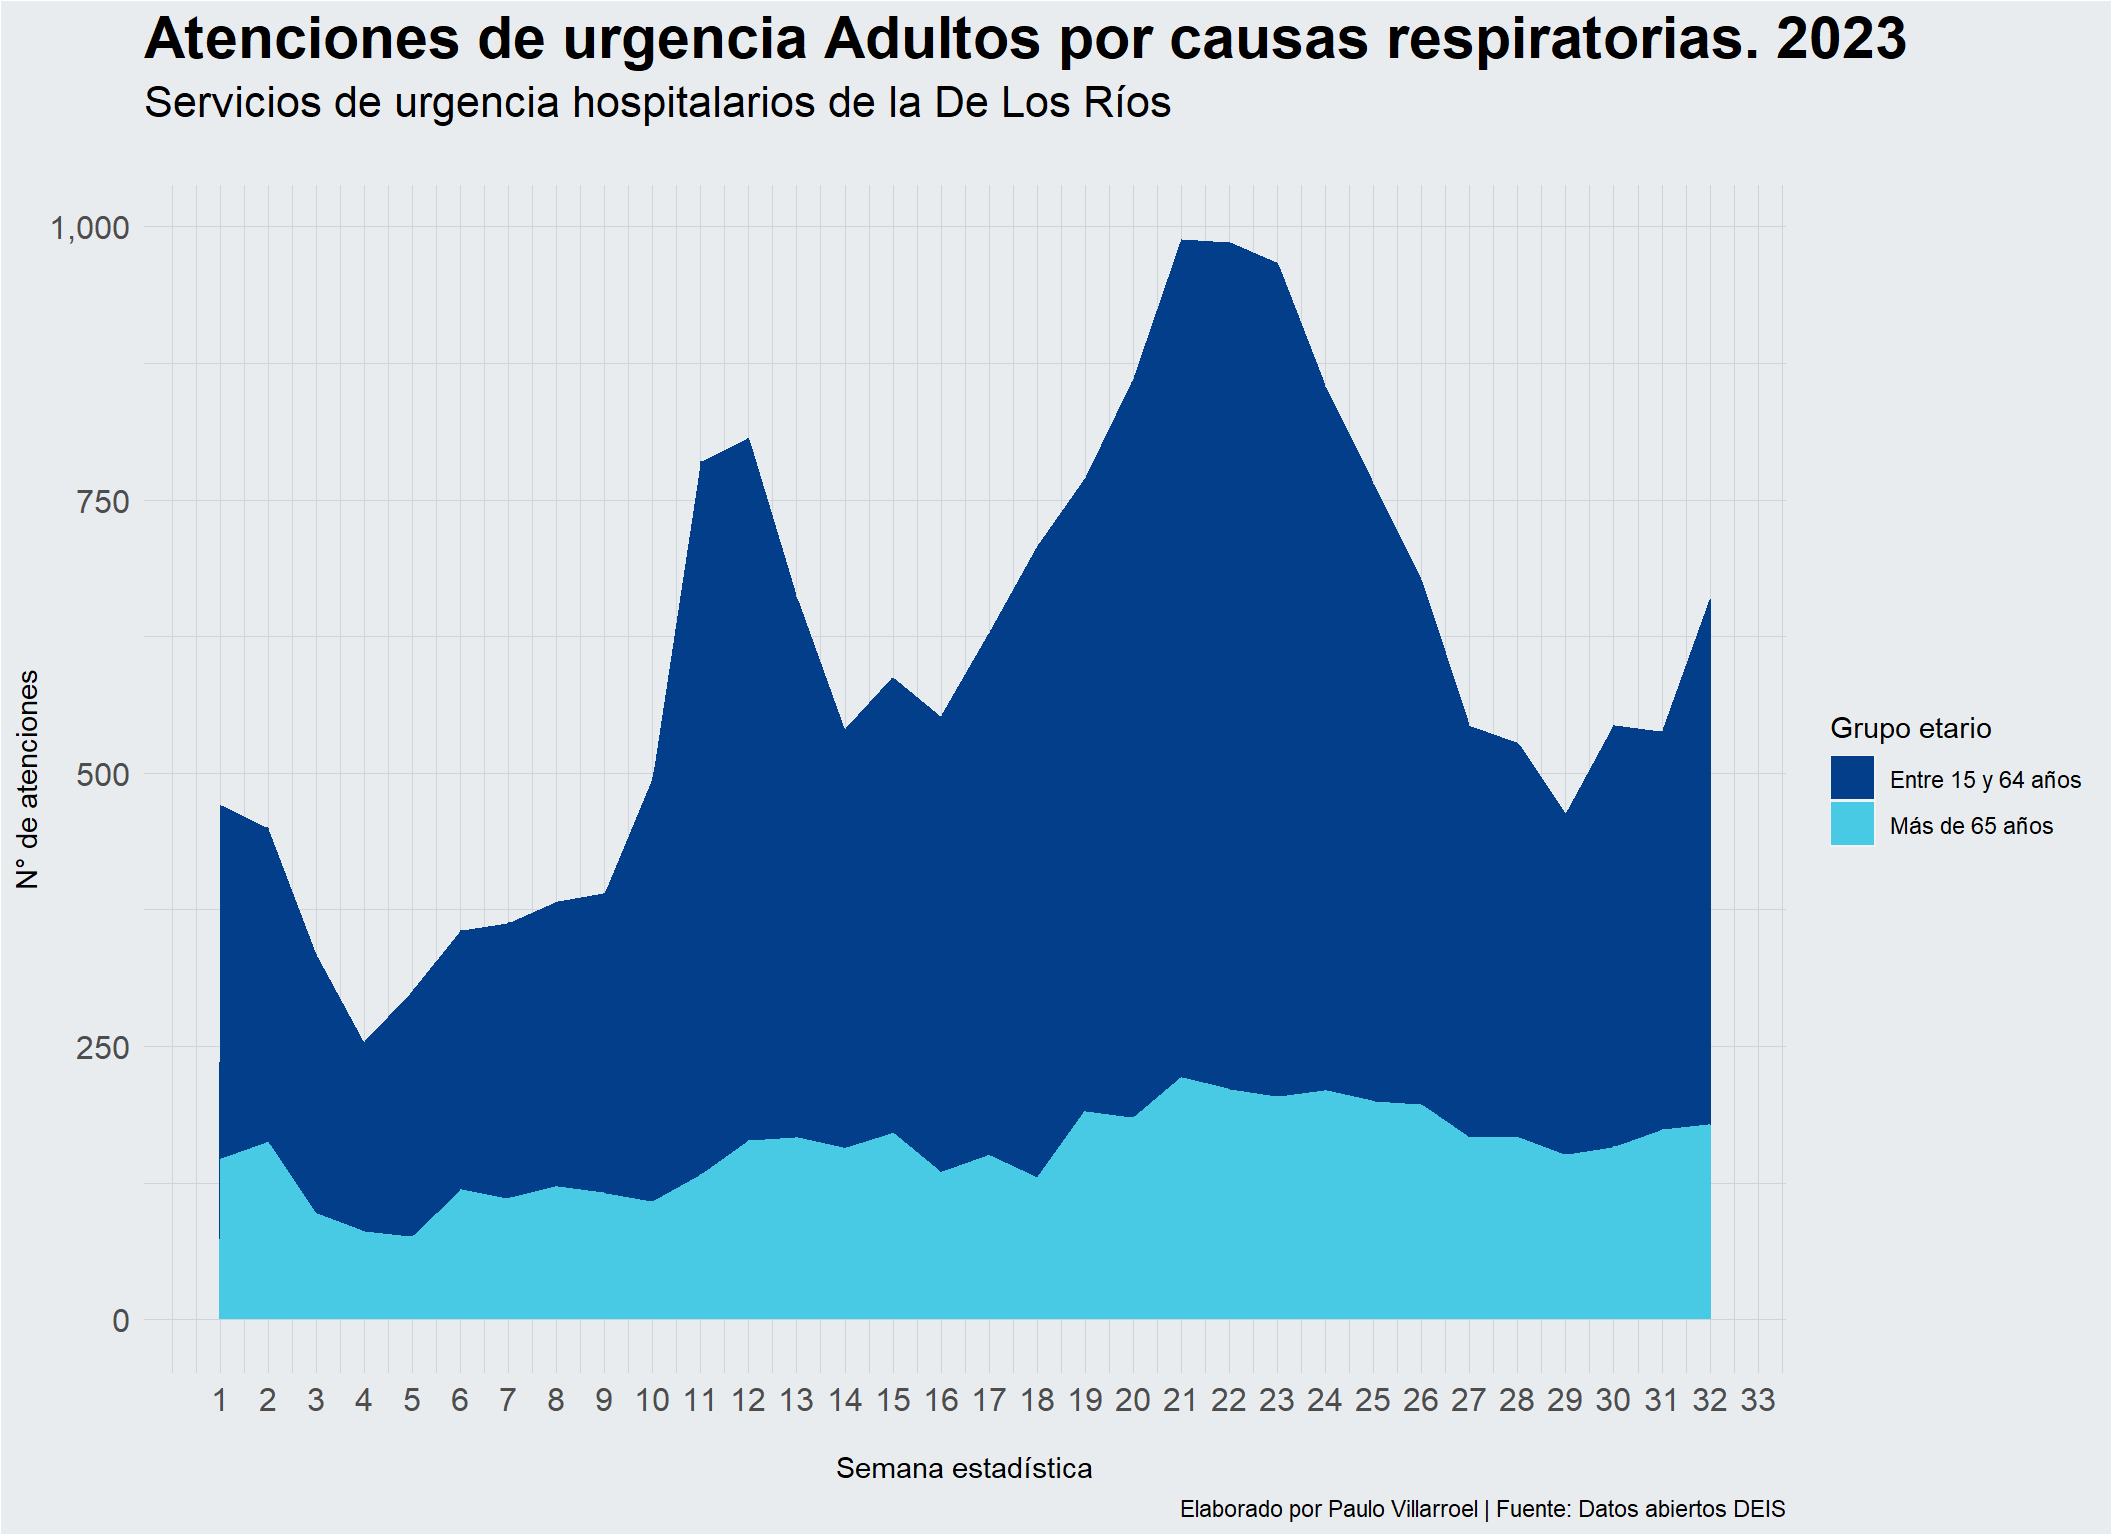 Atenciones de urgencia Adultos por causas respiratorias. 2023
Servicios de urgencia hospitalarios de la De Los Ríos
1,000
750
500
250
0
N° de atenciones
1 2 3 4 5 6 7 8 9 10 11 12 13 14 15 16 17 18 19 20 21 22 23 24 25 26 27 28 29 30 31 32 33
Semana estadística
Grupo etario
Entre 15 y 64 años
Más de 65 años
Elaborado por Paulo Villarroel | Fuente: Datos abiertos DEIS